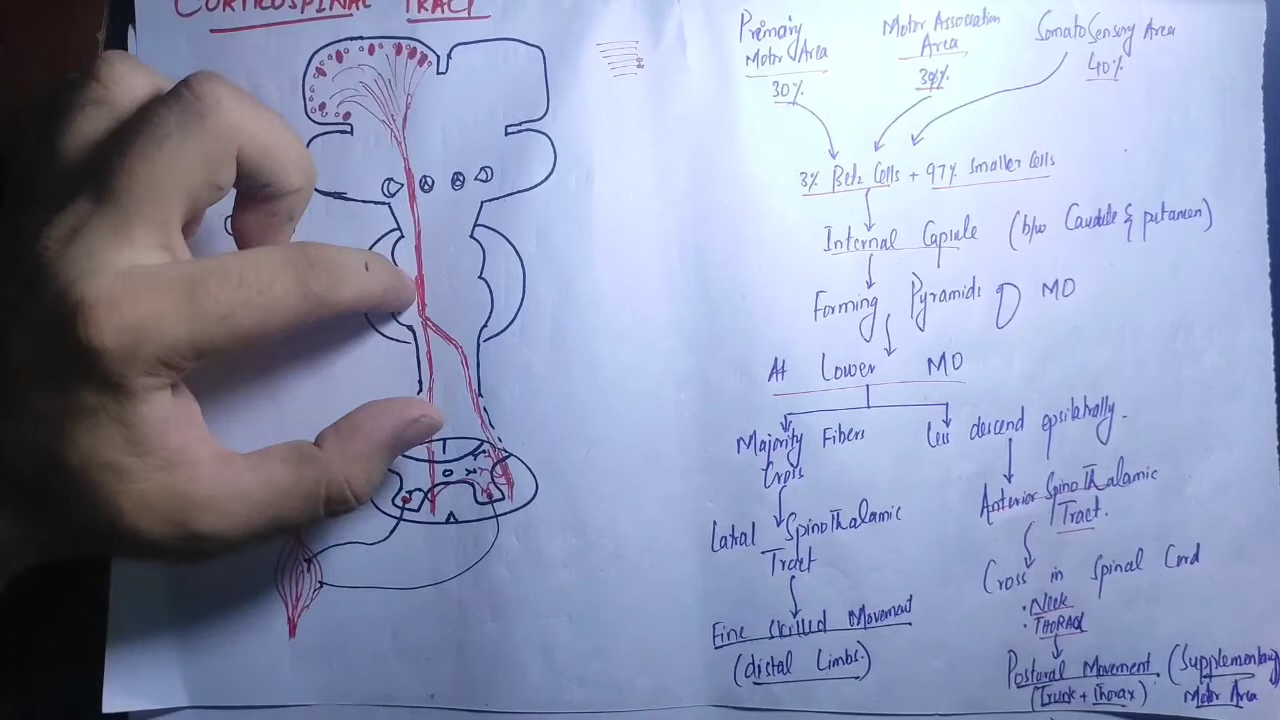 CORTICOSPINAL TRACT
Primary
Motor Area
30%
Motor Association
Area
30%
SomatoSensory Area
40%
3% Betz Cells + 97% Smaller Cells
Internal Capsule (b/w Caudate & putamen)
Forming Pyramids MO
At Lower MO
Majority Fibers
Cross
Less descend epsilatrally.
Latral SpinoThalamic
Tract
Anterior SpinoThalamic
Tract.
Fine skilled Movement
(distal Limbs.)
Cross in Spinal Cord
• Neck
• THORAX
Postural Movement (Supplementary
(Trunk + Thorax) Motor Area